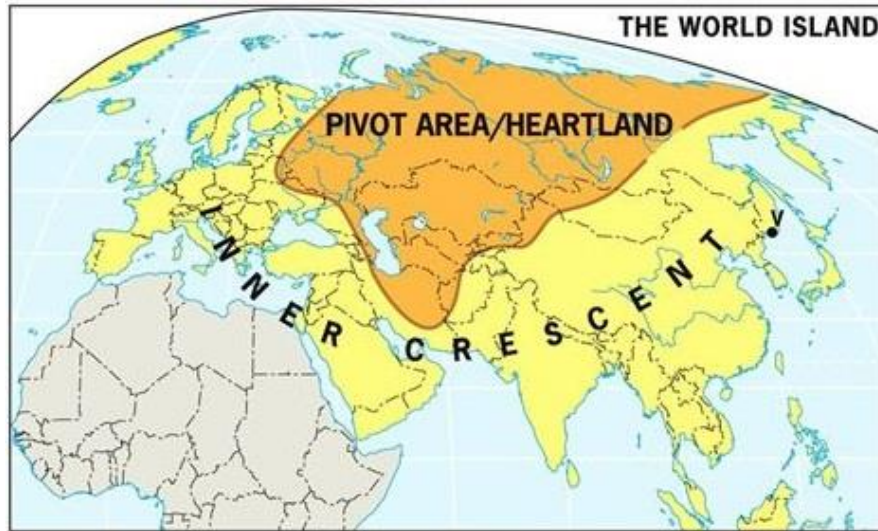 THE WORLD ISLAND
PIVOT AREA/HEARTLAND
V
INNER CRESCENT